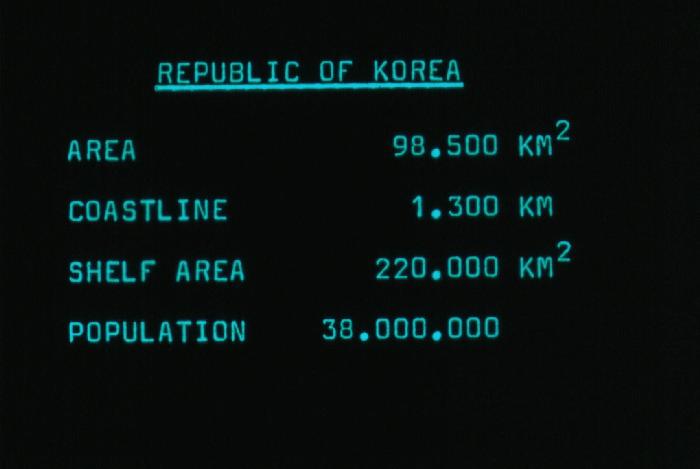 REPUBLIC OF KOREA
AREA 98.500 KM²
COASTLINE 1.300 KM
SHELF AREA 220.000 KM²
POPULATION 38.000.000